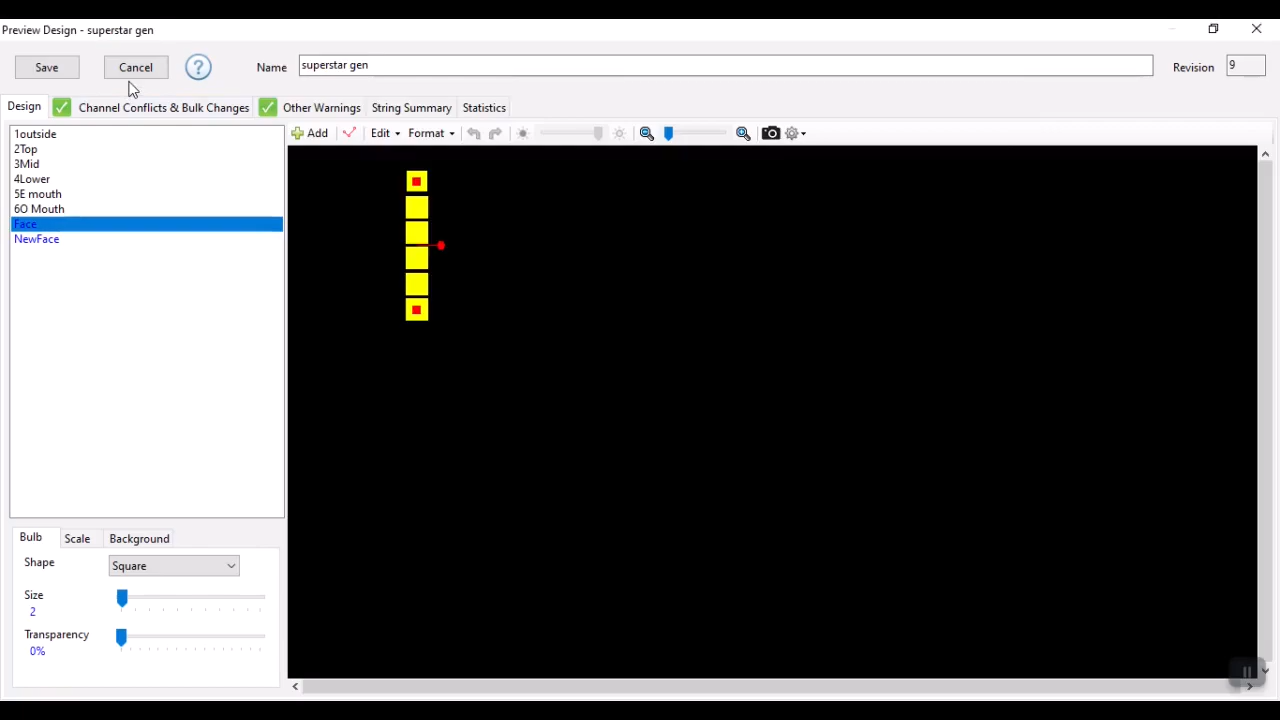 Preview Design - superstar gen
Save Cancel ? Name superstar gen Revision 9
Design Channel Conflicts & Bulk Changes Other Warnings String Summary Statistics
Add Edit Format
1outside
2Top
3Mid
4Lower
5E mouth
6O Mouth
Face
NewFace
Bulb Scale Background
Shape Square
Size
2
Transparency
0%